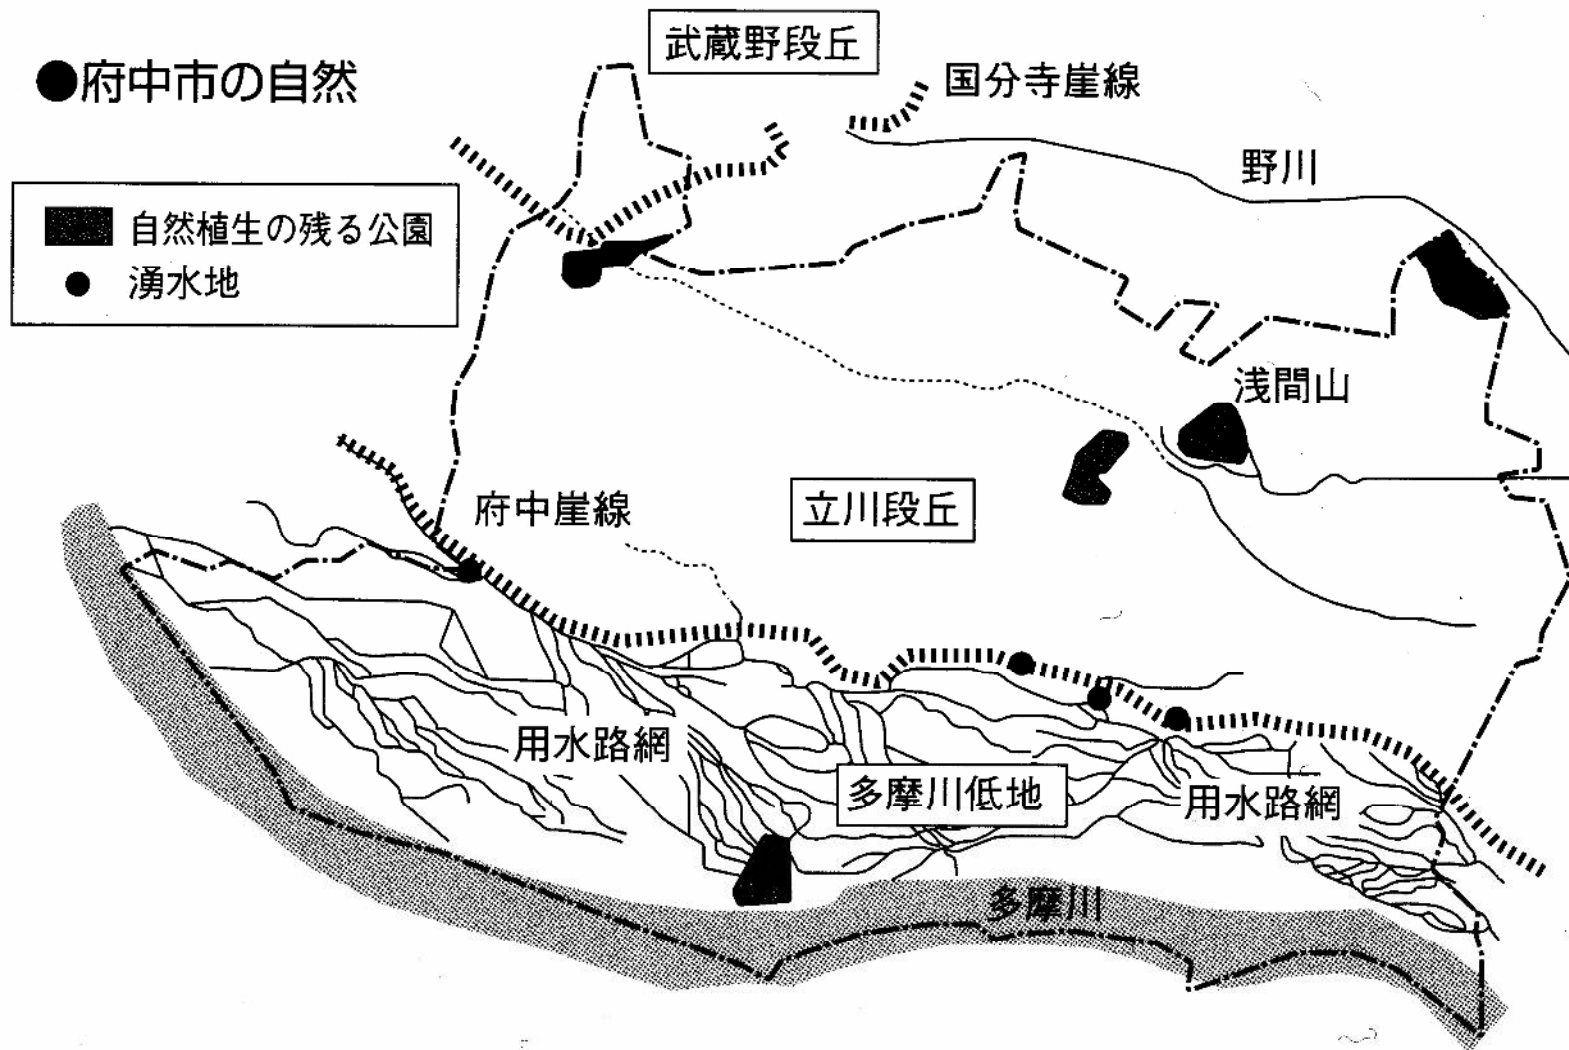 武蔵野段丘
●府中市の自然
国分寺崖線
野川
自然植生の残る公園
湧水地
浅間山
府中崖線
立川段丘
用水路網
多摩川低地
用水路網
多摩川